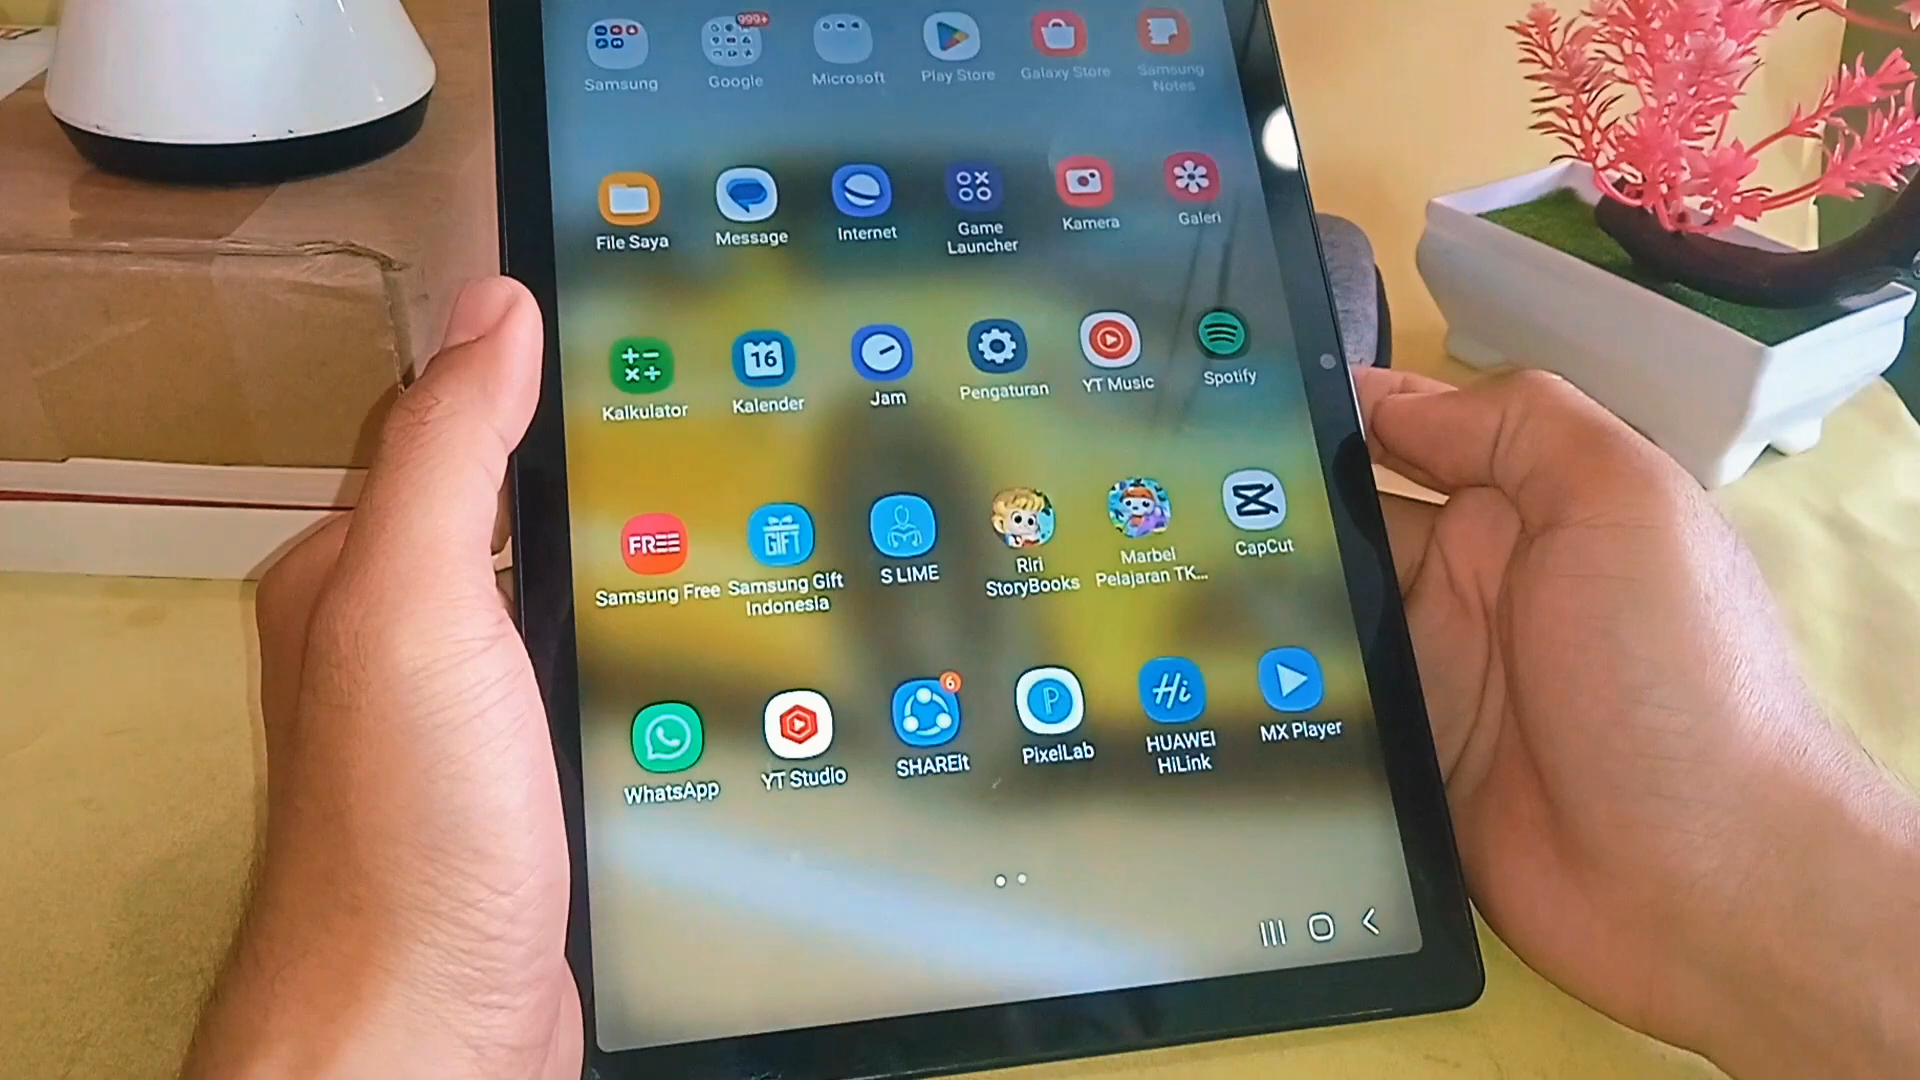 999+
Samsung
Google
Microsoft
Play Store
Galaxy Store
Samsung
Notes
File Saya
Message
Internet
Game
Launcher
Kamera
Galeri
16
Kalkulator
Kalender
Jam
Pengaturan
YT Music
Spotify
FREE
GIFT
Samsung Free
Samsung Gift
Indonesia
S LIME
Riri
StoryBooks
Marbel
Pelajaran TK...
CapCut
6
P
Hi
WhatsApp
YT Studio
SHAREit
PixelLab
HUAWEI
HiLink
MX Player